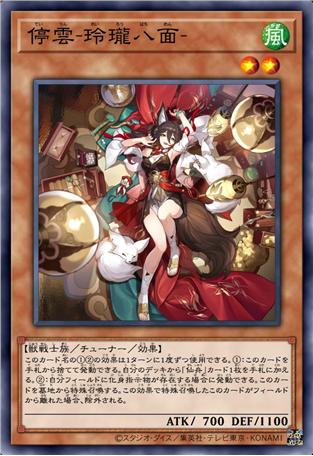 停雲-玲瓏八面-
風
【獣戦士族／チューナー／効果】
このカード名の①②の効果は1ターンに1度ずつ使用できる。①：このカードを
手札から捨てて発動できる。自分のデッキから「仙舟」カード1枚を手札に加え
る。②：自分フィールドに化身指示物が存在する場合に発動できる。このカー
ドを墓地から特殊召喚する。この効果で特殊召喚したこのカードがフィールド
から離れた場合、除外される。
ATK/ 700 DEF/1100
©スタジオ・ダイス／集英社・テレビ東京・KONAMI